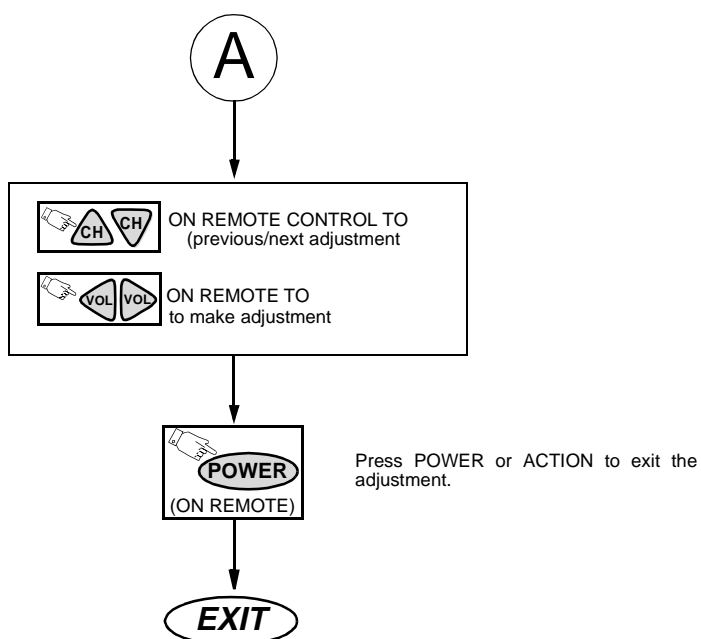 A
CH CH ON REMOTE CONTROL TO
(previous/next adjustment
VOL VOL ON REMOTE TO
to make adjustment
POWER
(ON REMOTE)
Press POWER or ACTION to exit the
adjustment.
EXIT